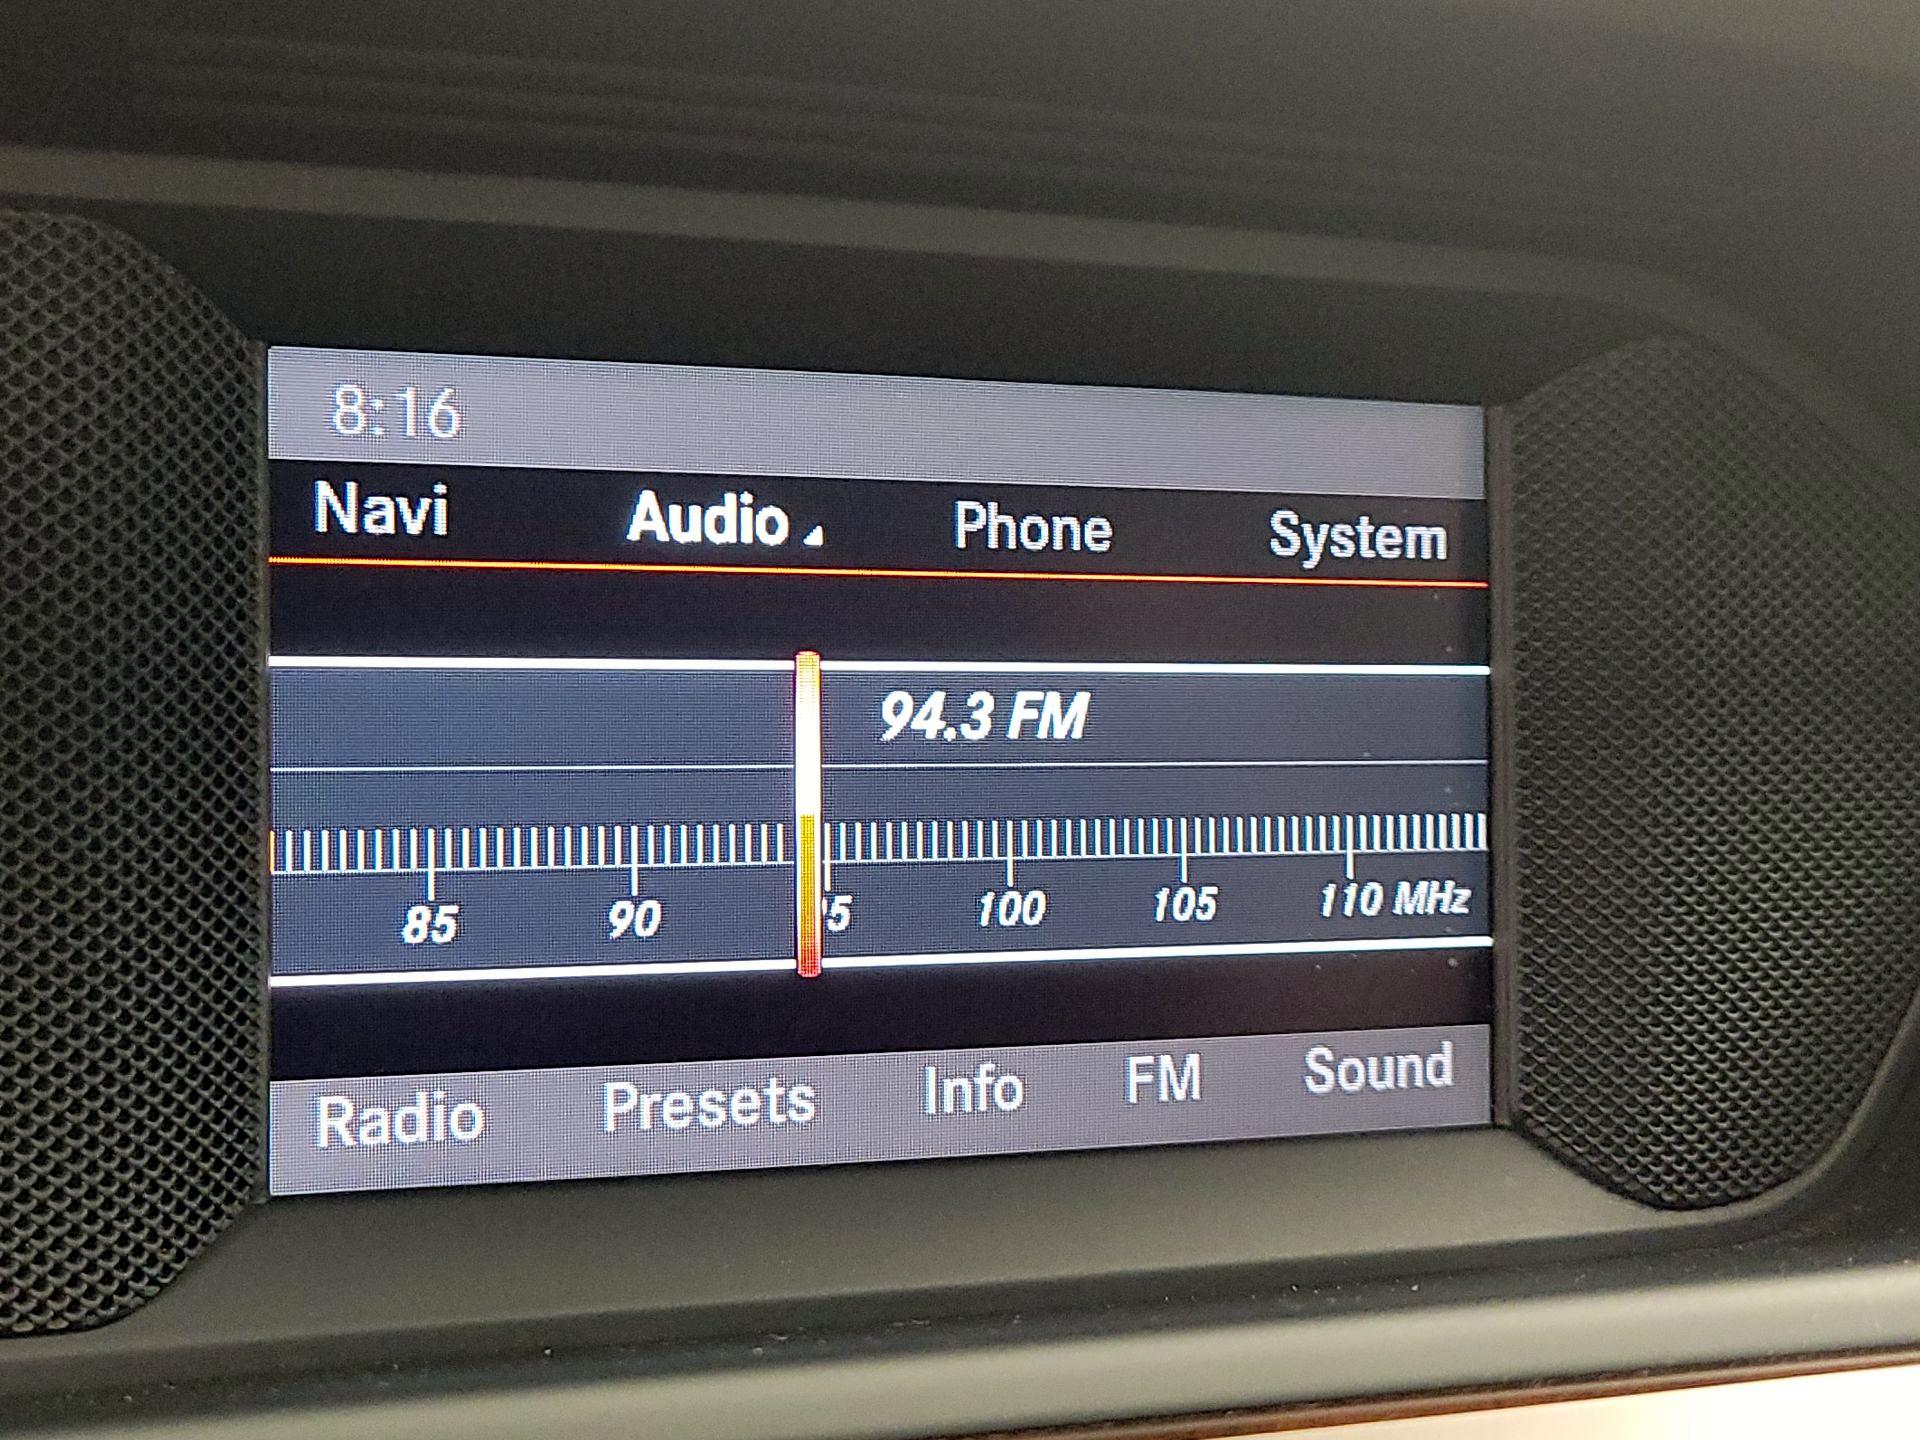 8:16
Navi Audio Phone System
94.3 FM
85 90 100 105 110 MHz
Radio Presets Info FM Sound